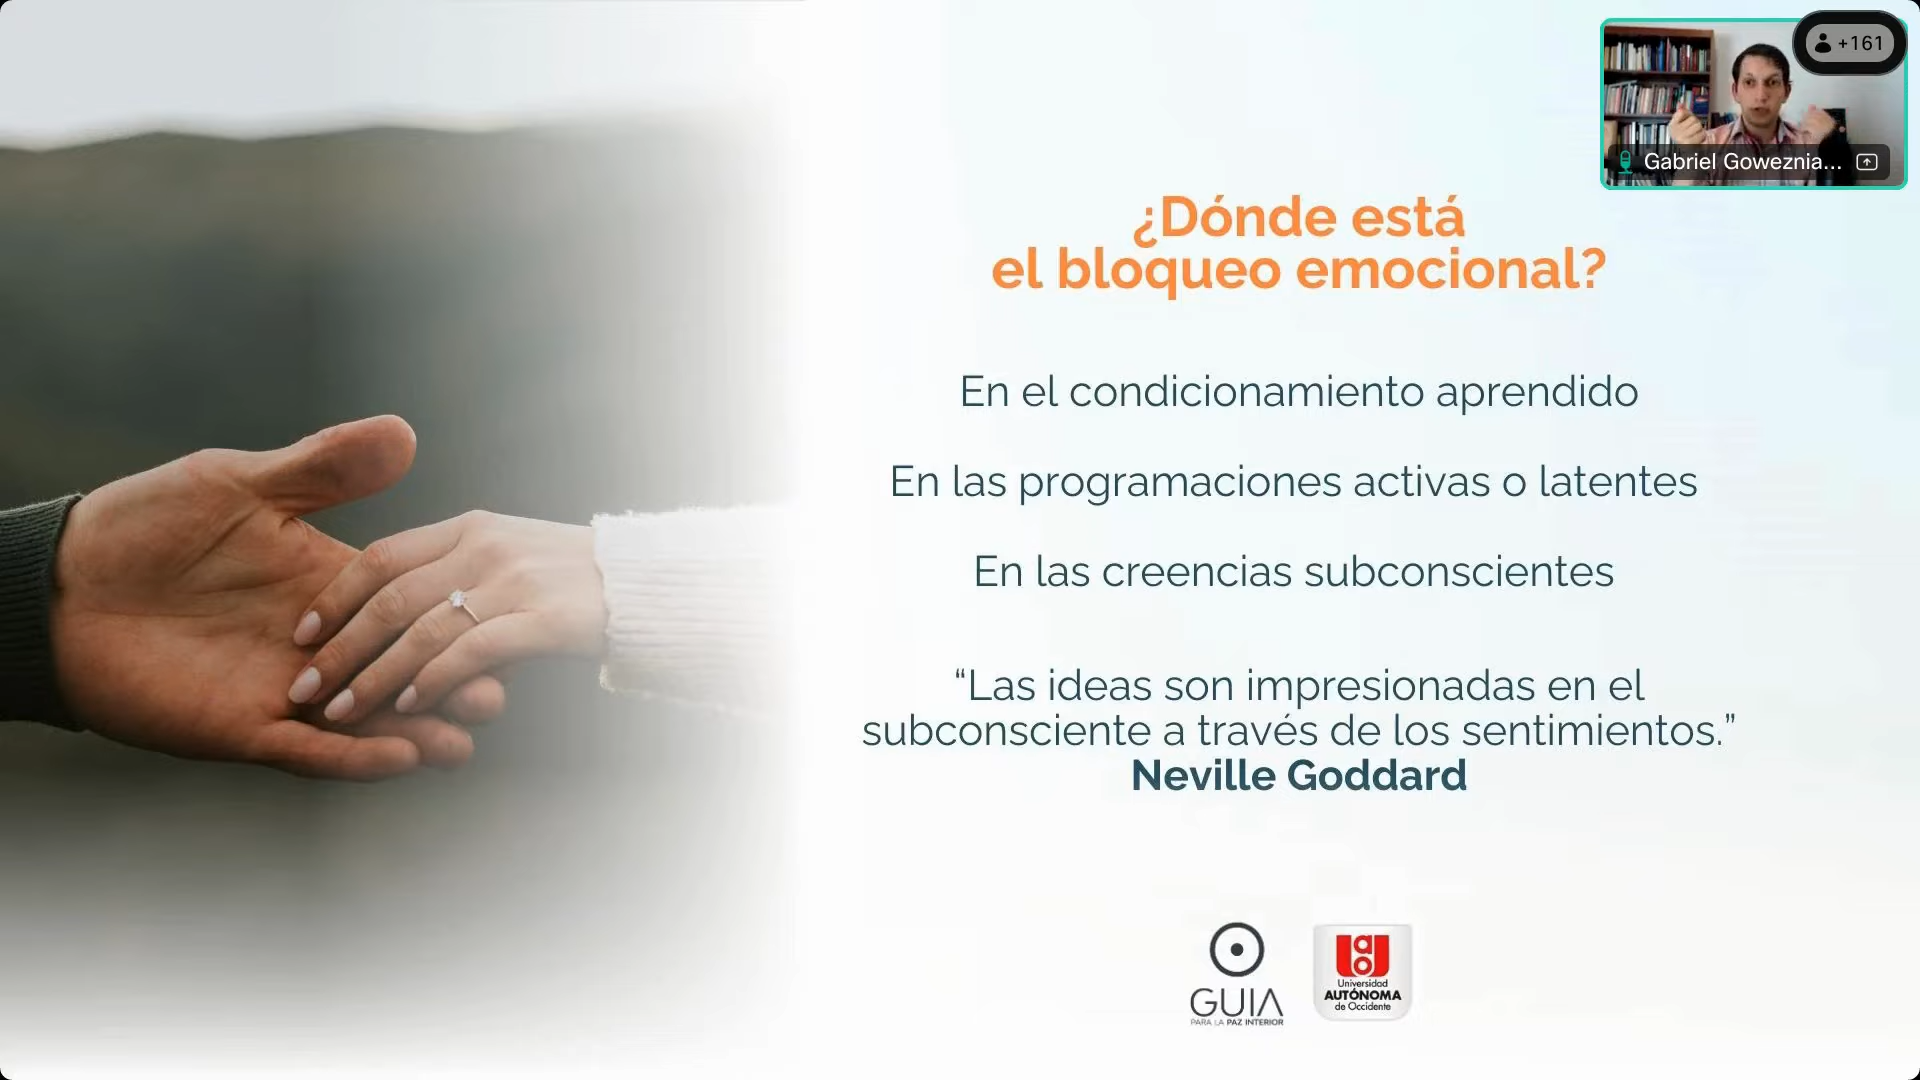 +161
Gabriel Goweznia...
¿Dónde está
el bloqueo emocional?
En el condicionamiento aprendido
En las programaciones activas o latentes
En las creencias subconscientes
“Las ideas son impresionadas en el
subconsciente a través de los sentimientos.”
Neville Goddard
GUIA
PARA LA PAZ INTERIOR
uao
Universidad
AUTÓNOMA
de Occidente